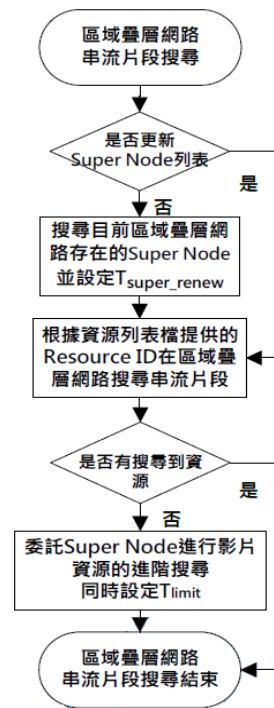 區域疊層網路
串流片段搜尋
是否更新
Super Node列表
是
否
搜尋目前區域疊層網
路存在的Super Node
並設定Tsuper_renew
根據資源列表檔提供的
Resource ID在區域疊
層網路搜尋串流片段
是否有搜尋到資
源
是
否
委託Super Node進行影片
資源的進階搜尋
同時設定Tlimit
區域疊層網路
串流片段搜尋結束